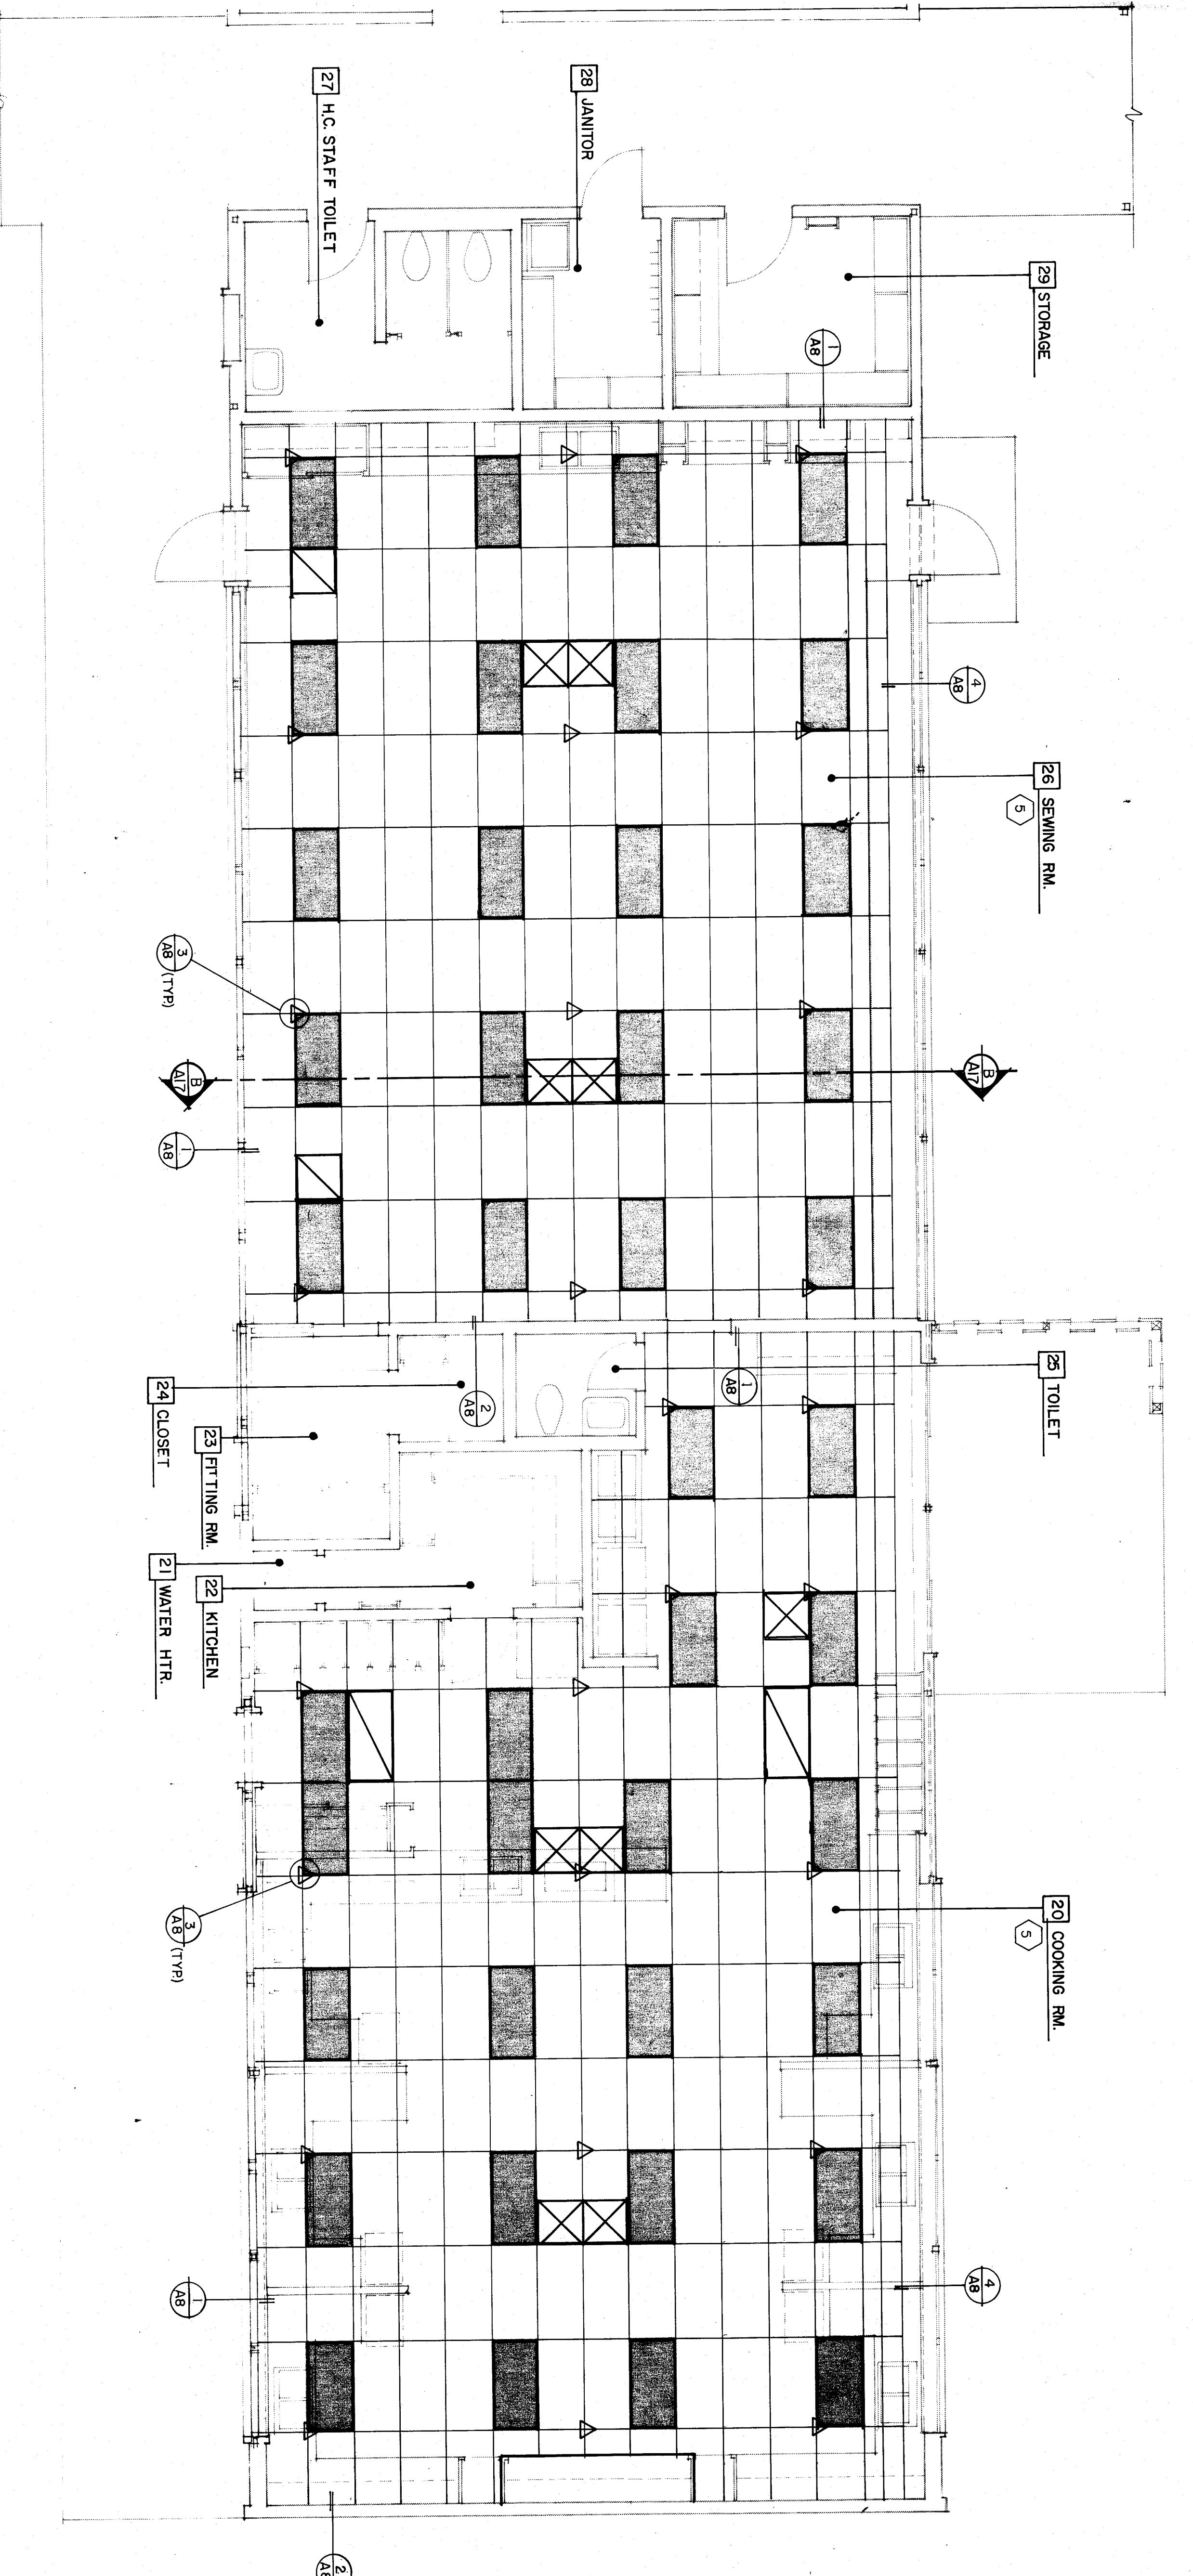 27 H.C. STAFF TOILET
28 JANITOR
29 STORAGE
1
A8
4
A8
26 SEWING RM.
5
3
A8 (TYP.)
B
A17
B
A17
1
A8
25 TOILET
1
A8
2
A8
24 CLOSET
23 FITTING RM.
22 KITCHEN
21 WATER HTR.
20 COOKING RM.
5
3
A8 (TYP.)
1
A8
4
A8
2
A8